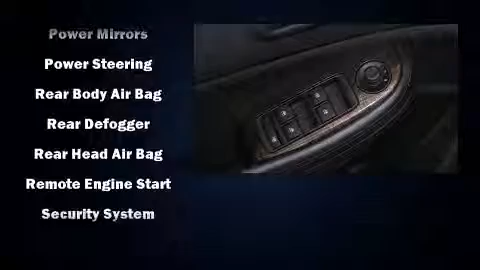 Power Mirrors
Power Steering
Rear Body Air Bag
Rear Defogger
Rear Head Air Bag
Remote Engine Start
Security System